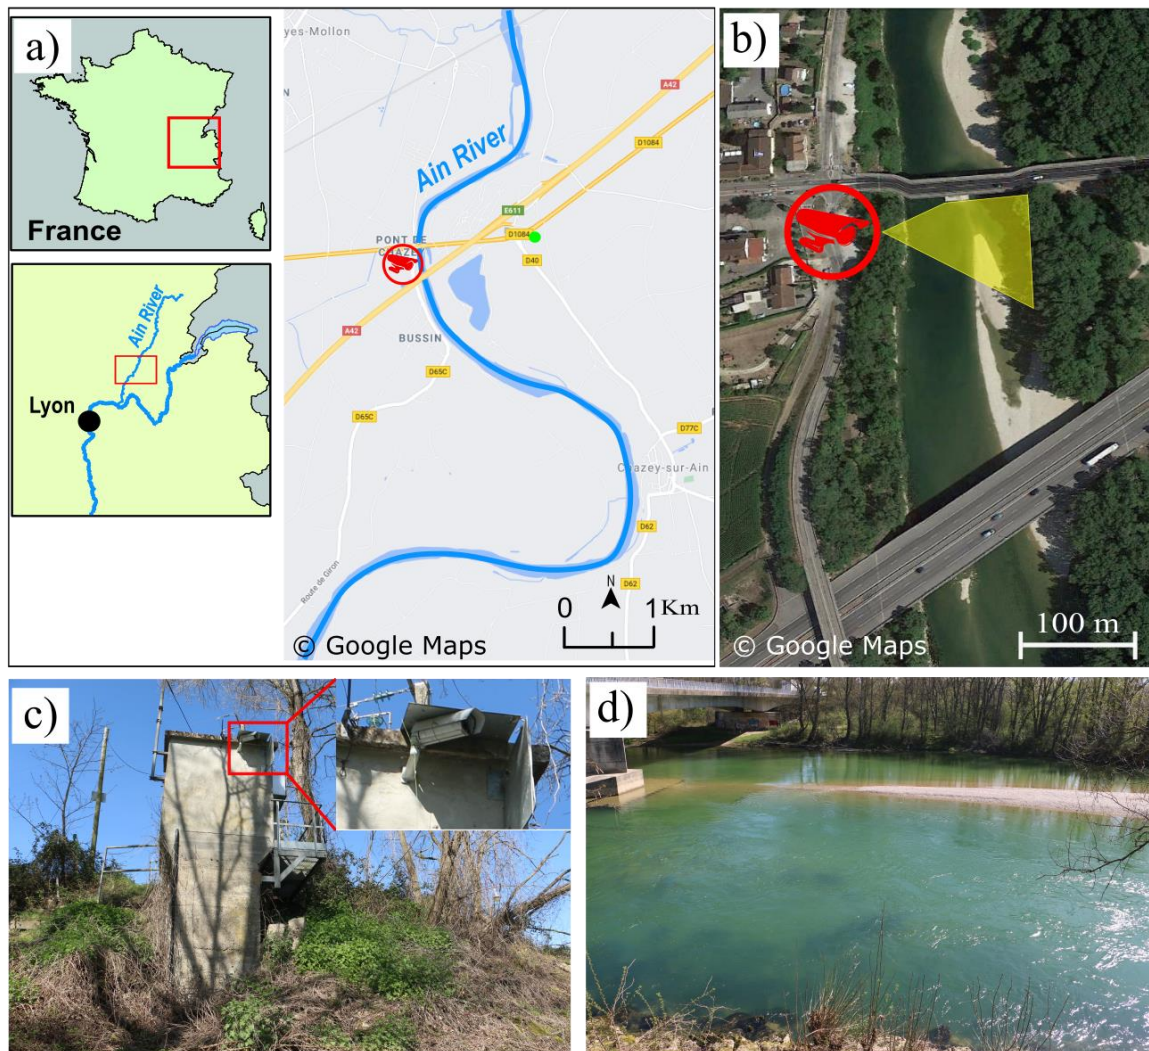 a)
France
Ain River
Lyon
yes-Mollon
A42
D1084
Ain River
E611
D1084
PONT DE
D40
A42
BUSSIN
D65C
D65C
D77C
Chazey-sur-Ain
D62
Route de Giron
N
D62
0 1Km
© Google Maps
b)
100 m
© Google Maps
c)
d)